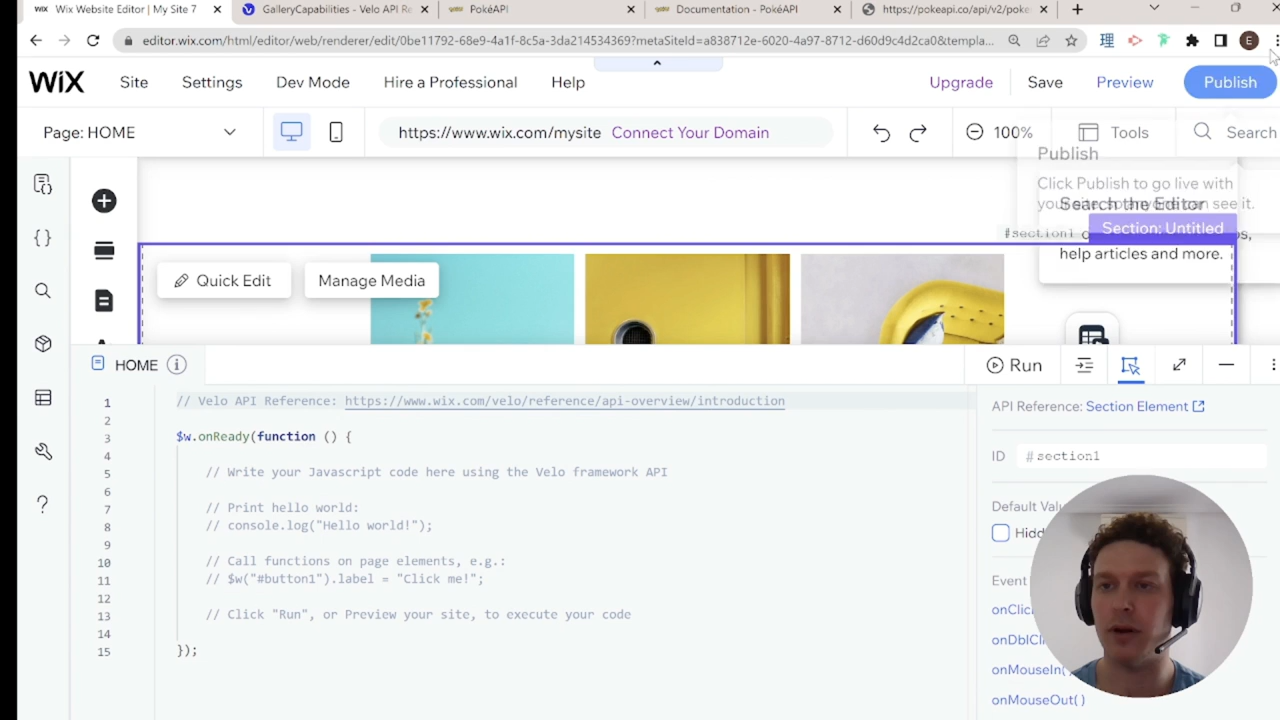 Wix Website Editor | My Site 7
GalleryCapabilities - Velo API Re
PokéAPI
Documentation - PokéAPI
https://pokeapi.co/api/v2/poke
editor.wix.com/html/editor/web/renderer/edit/0be11792-68e9-4a1f-8c5a-3da214534369?metaSiteId=a838712e-6020-4a97-8712-d60d9c4d2ca0&templa...
E
WiX
Site
Settings
Dev Mode
Hire a Professional
Help
Upgrade
Save
Preview
Publish
Page: HOME
https://www.wix.com/mysite Connect Your Domain
100%
Tools
Search
Publish
Click Publish to go live with
your site, so anyone can see it.
Search the Editor
#section1
Section: Untitled
help articles and more.
Quick Edit
Manage Media
HOME
Run
1 // Velo API Reference: https://www.wix.com/velo/reference/api-overview/introduction
2
3 $w.onReady(function () {
4
5 // Write your Javascript code here using the Velo framework API
6
7 // Print hello world:
8 // console.log("Hello world!");
9
10 // Call functions on page elements, e.g.:
11 // $w("#button1").label = "Click me!";
12
13 // Click "Run", or Preview your site, to execute your code
14
15 });
API Reference: Section Element
ID # section1
Default Valu
Hidd
Event
onClic
onDblCl
onMouseIn()
onMouseOut()